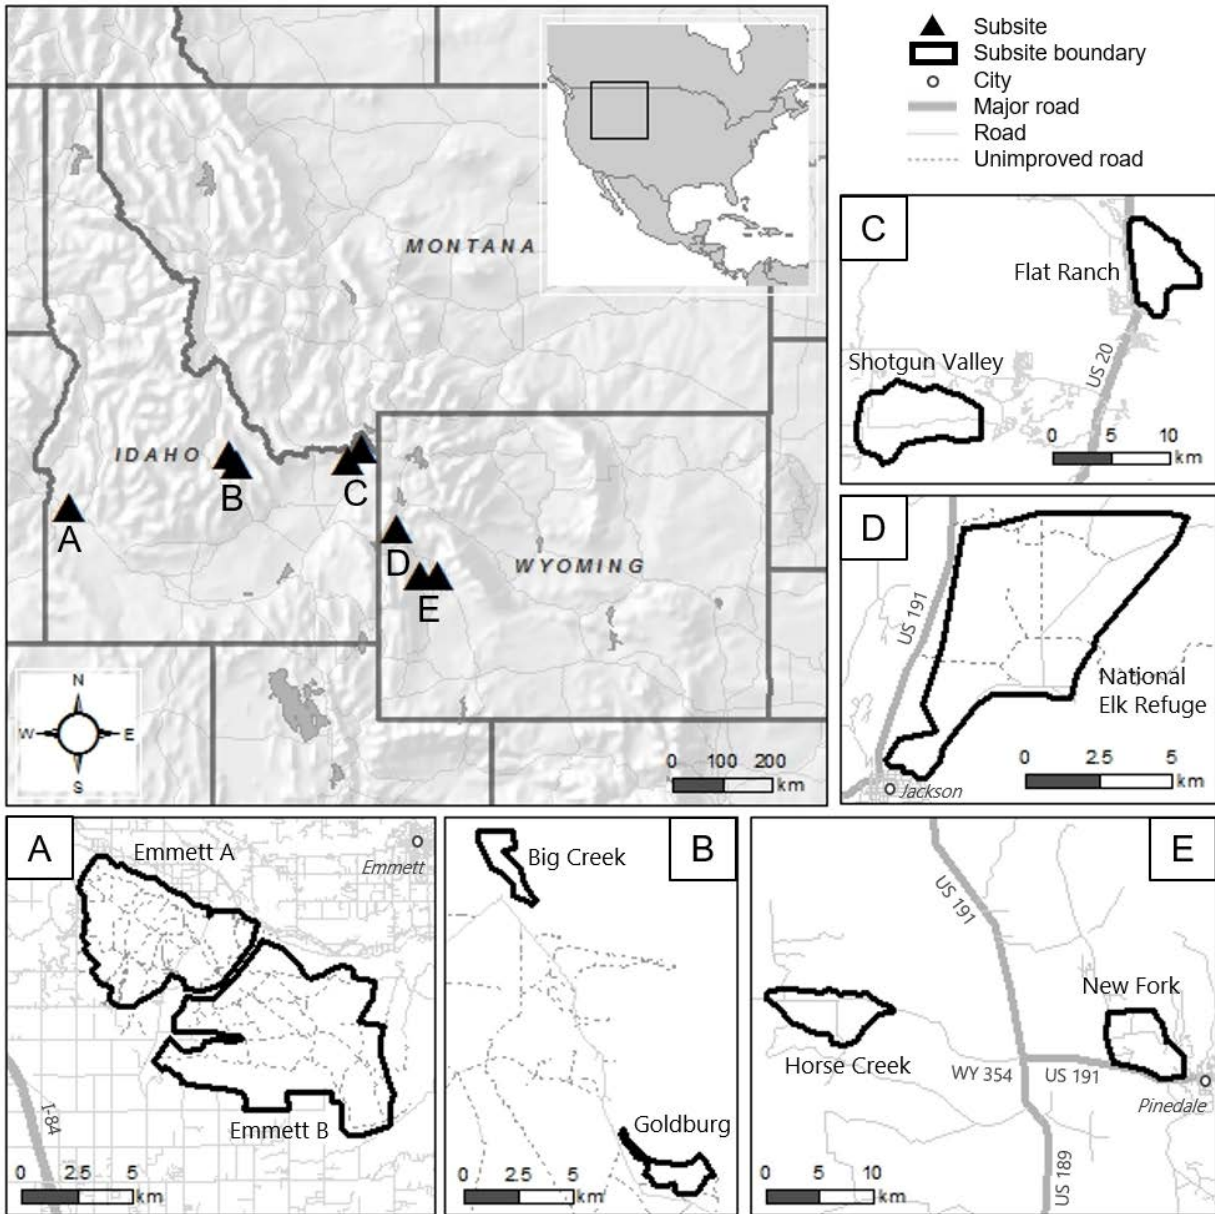 Subsite
Subsite boundary
City
Major road
Road
Unimproved road
MONTANA
IDAHO
WYOMING
A
B
C
D
E
N
W
E
S
0 100 200
km
C
Flat Ranch
Shotgun Valley
US 20
0 5 10
km
D
US 191
National
Elk Refuge
Jackson
0 2.5 5
km
A
Emmett A
Emmett
Emmett B
I-84
0 2.5 5
km
B
Big Creek
Goldburg
0 2.5 5
km
E
US 191
New Fork
Horse Creek
WY 354
US 191
Pinedale
US 189
0 5 10
km